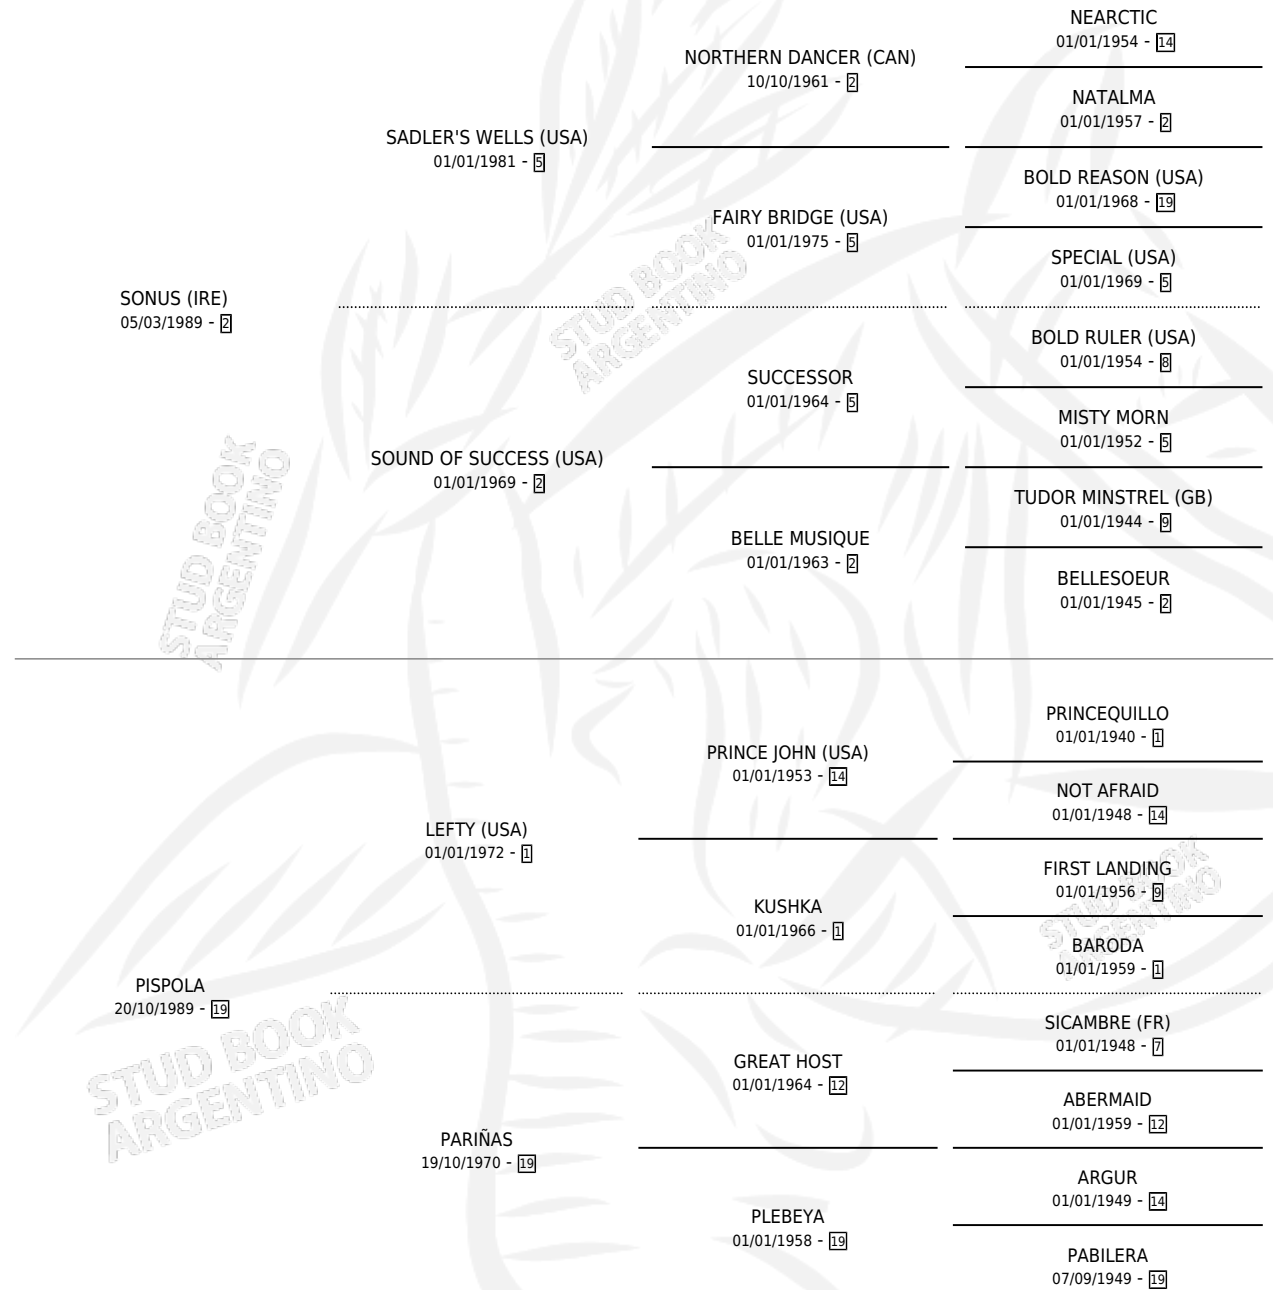 NEARCTIC
01/01/1954 - 14
NORTHERN DANCER (CAN)
10/10/1961 - 2
NATALMA
01/01/1957 - 2
SADLER'S WELLS (USA)
01/01/1981 - 5
BOLD REASON (USA)
01/01/1968 - 19
FAIRY BRIDGE (USA)
01/01/1975 - 5
SPECIAL (USA)
01/01/1969 - 5
SONUS (IRE)
05/03/1989 - 2
STUD BOOK
ARGENTINO
BOLD RULER (USA)
01/01/1954 - 8
SUCCESSOR
01/01/1964 - 5
MISTY MORN
01/01/1952 - 5
SOUND OF SUCCESS (USA)
01/01/1969 - 2
STUD BOOK
ARGENTINO
TUDOR MINSTREL (GB)
01/01/1944 - 9
BELLE MUSIQUE
01/01/1963 - 2
BELLESOEUR
01/01/1945 - 2
PRINCEQUILLO
01/01/1940 - 1
PRINCE JOHN (USA)
01/01/1953 - 14
NOT AFRAID
01/01/1948 - 14
LEFTY (USA)
01/01/1972 - 1
FIRST LANDING
01/01/1956 - 9
STUD BOOK
ARGENTINO
KUSHKA
01/01/1966 - 1
BARODA
01/01/1959 - 1
PISPOLA
20/10/1989 - 19
STUD BOOK
ARGENTINO
SICAMBRE (FR)
01/01/1948 - 7
GREAT HOST
01/01/1964 - 12
ABERMAID
01/01/1959 - 12
PARIÑAS
19/10/1970 - 19
ARGUR
01/01/1949 - 14
PLEBEYA
01/01/1958 - 19
PABILERA
07/09/1949 - 19